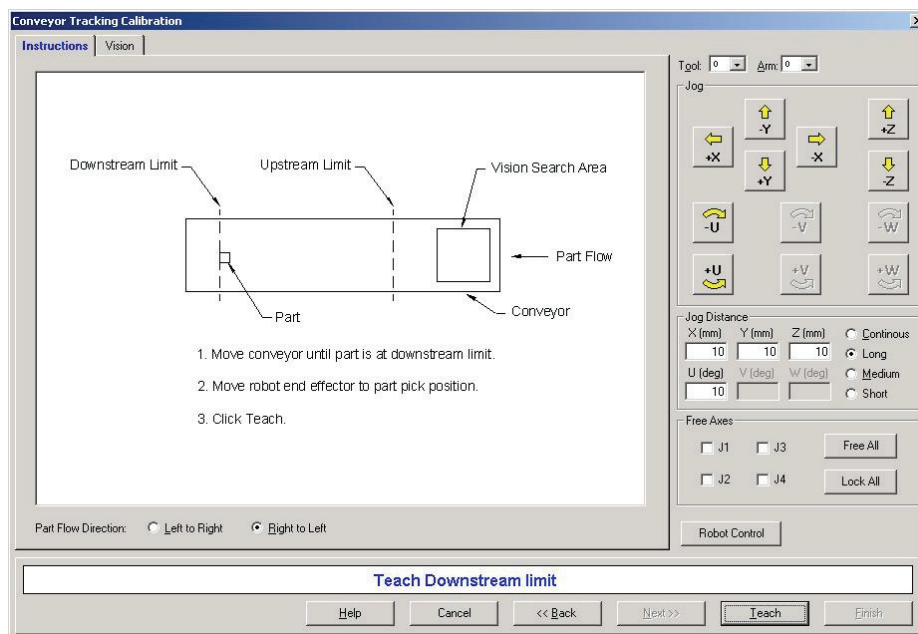 Conveyor Tracking Calibration
Instructions Vision
Downstream Limit
Upstream Limit
Vision Search Area
Part Flow
Conveyor
Part
1. Move conveyor until part is at downstream limit.
2. Move robot end effector to part pick position.
3. Click Teach.
Part Flow Direction: Left to Right Right to Left
Tool: 0 Arm: 0
Jog
+X -Y -X +Z
+Y -Z
-U -V -W
+U +V +W
Jog Distance
X (mm) Y (mm) Z (mm) Continous
10 10 10 Long
U (deg) V (deg) W (deg) Medium
10 Short
Free Axes
J1 J3 Free All
J2 J4 Lock All
Robot Control
Teach Downstream limit
Help Cancel << Back Next >> Teach Finish